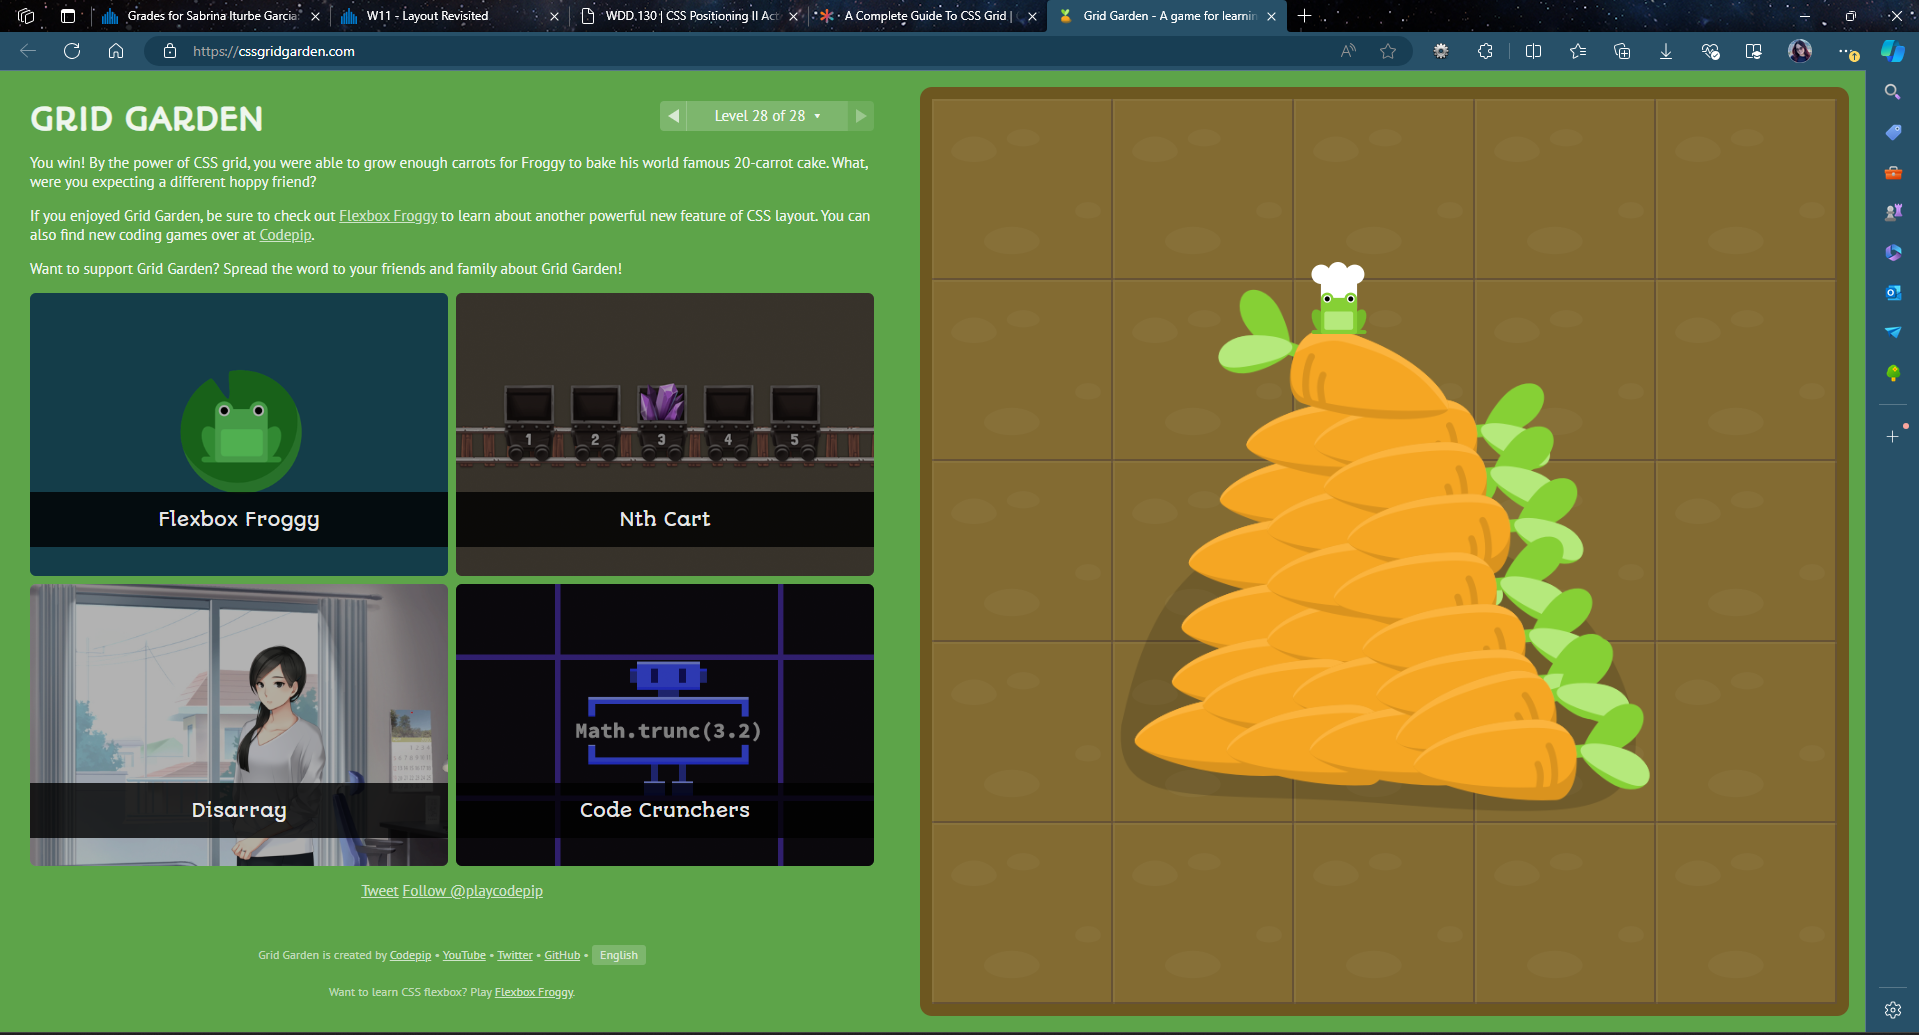 Grades for Sabrina Iturbe Garcia
W11 - Layout Revisited
WDD.130 | CSS Positioning II Act
A Complete Guide To CSS Grid |
Grid Garden - A game for learnin
https://cssgridgarden.com
GRID GARDEN
Level 28 of 28
You win! By the power of CSS grid, you were able to grow enough carrots for Froggy to bake his world famous 20-carrot cake. What,
were you expecting a different hoppy friend?
If you enjoyed Grid Garden, be sure to check out Flexbox Froggy to learn about another powerful new feature of CSS layout. You can
also find new coding games over at Codepip.
Want to support Grid Garden? Spread the word to your friends and family about Grid Garden!
1 2 3 4 5
Flexbox Froggy
Nth Cart
Math.trunc(3.2)
Disarray
Code Crunchers
Tweet Follow @playcodepip
Grid Garden is created by Codepip • YouTube • Twitter • GitHub • English
Want to learn CSS flexbox? Play Flexbox Froggy.